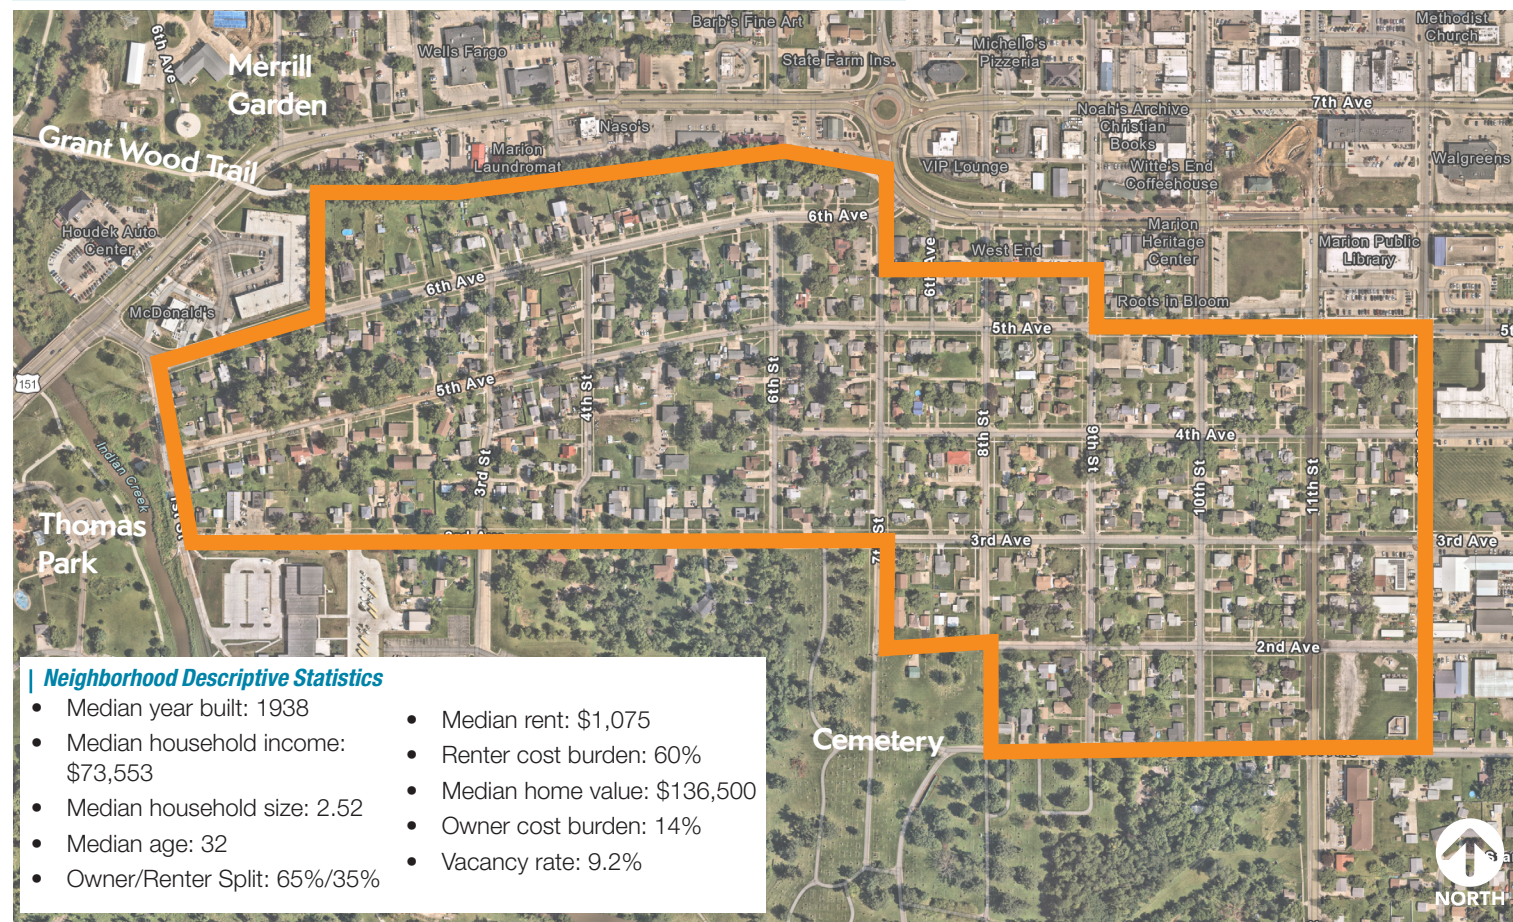 Barb's Fine Art
Methodist
Church
6th Ave
Wells Fargo
Michello's
Pizzeria
State Farm Ins.
Merrill
Garden
7th Ave
Noah's Archive
Christian
Books
Naso's
Grant Wood Trail
Marion
Laundromat
VIP Lounge
Witte's End
Coffeehouse
Walgreens
6th Ave
Houdek Auto
Center
6th Ave
West End
Marion
Heritage
Center
Marion Public
Library
6th Ave
McDonald's
Roots in Bloom
5th Ave
151
5th Ave
4th St
6th St
8th St
9th St
4th Ave
Indian Creek
3rd St
10th St
11th St
1st St
Thomas
Park
7th St
3rd Ave
3rd Ave
2nd Ave
Cemetery
| Neighborhood Descriptive Statistics
• Median year built: 1938
• Median household income:
$73,553
• Median household size: 2.52
• Median age: 32
• Owner/Renter Split: 65%/35%
• Median rent: $1,075
• Renter cost burden: 60%
• Median home value: $136,500
• Owner cost burden: 14%
• Vacancy rate: 9.2%
NORTH